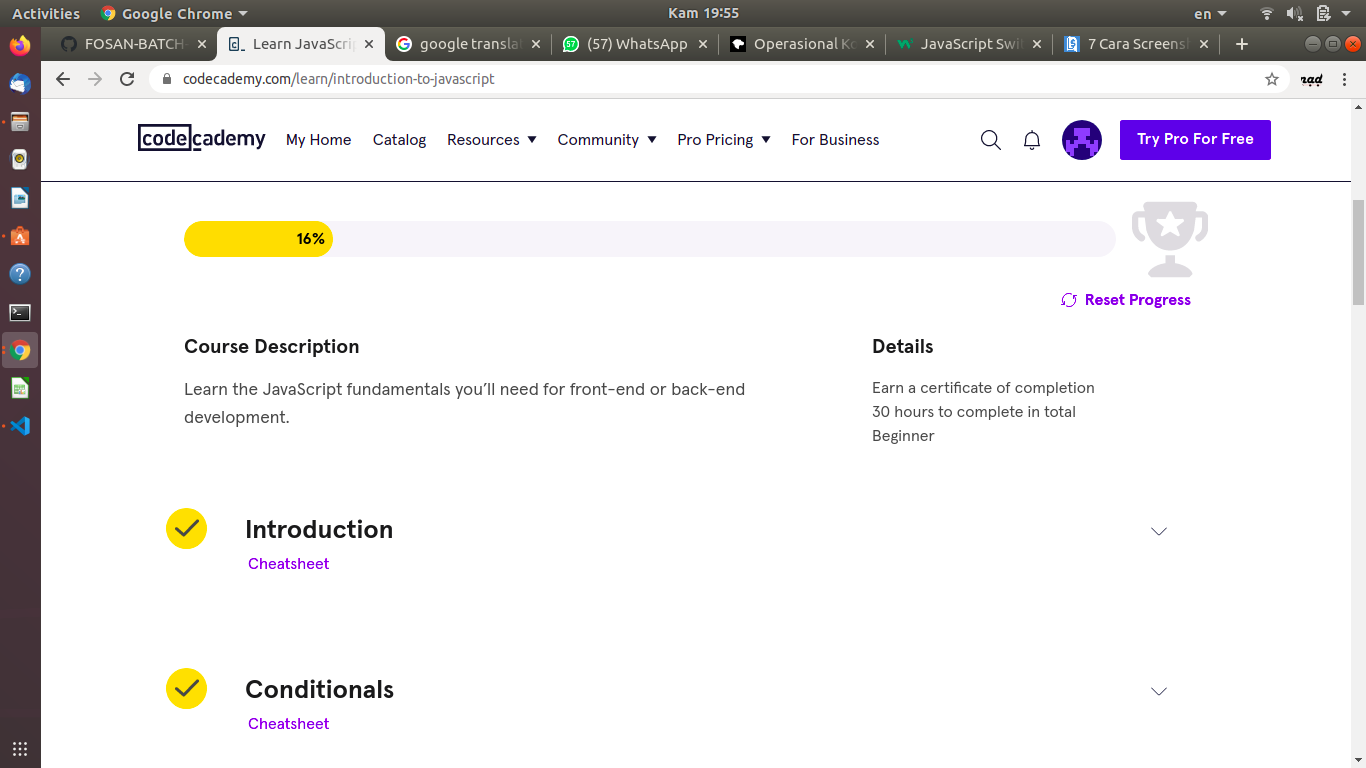 Activities Google Chrome Kam 19:55 en
FOSAN-BATCH- Learn JavaScri google transla (57) WhatsApp Operasional Ko JavaScript Swi 7 Cara Screensh
codecademy.com/learn/introduction-to-javascript
codecademy My Home Catalog Resources Community Pro Pricing For Business Try Pro For Free
16%
Reset Progress
Course Description
Details
Learn the JavaScript fundamentals you’ll need for front-end or back-end
development.
Earn a certificate of completion
30 hours to complete in total
Beginner
Introduction
Cheatsheet
Conditionals
Cheatsheet